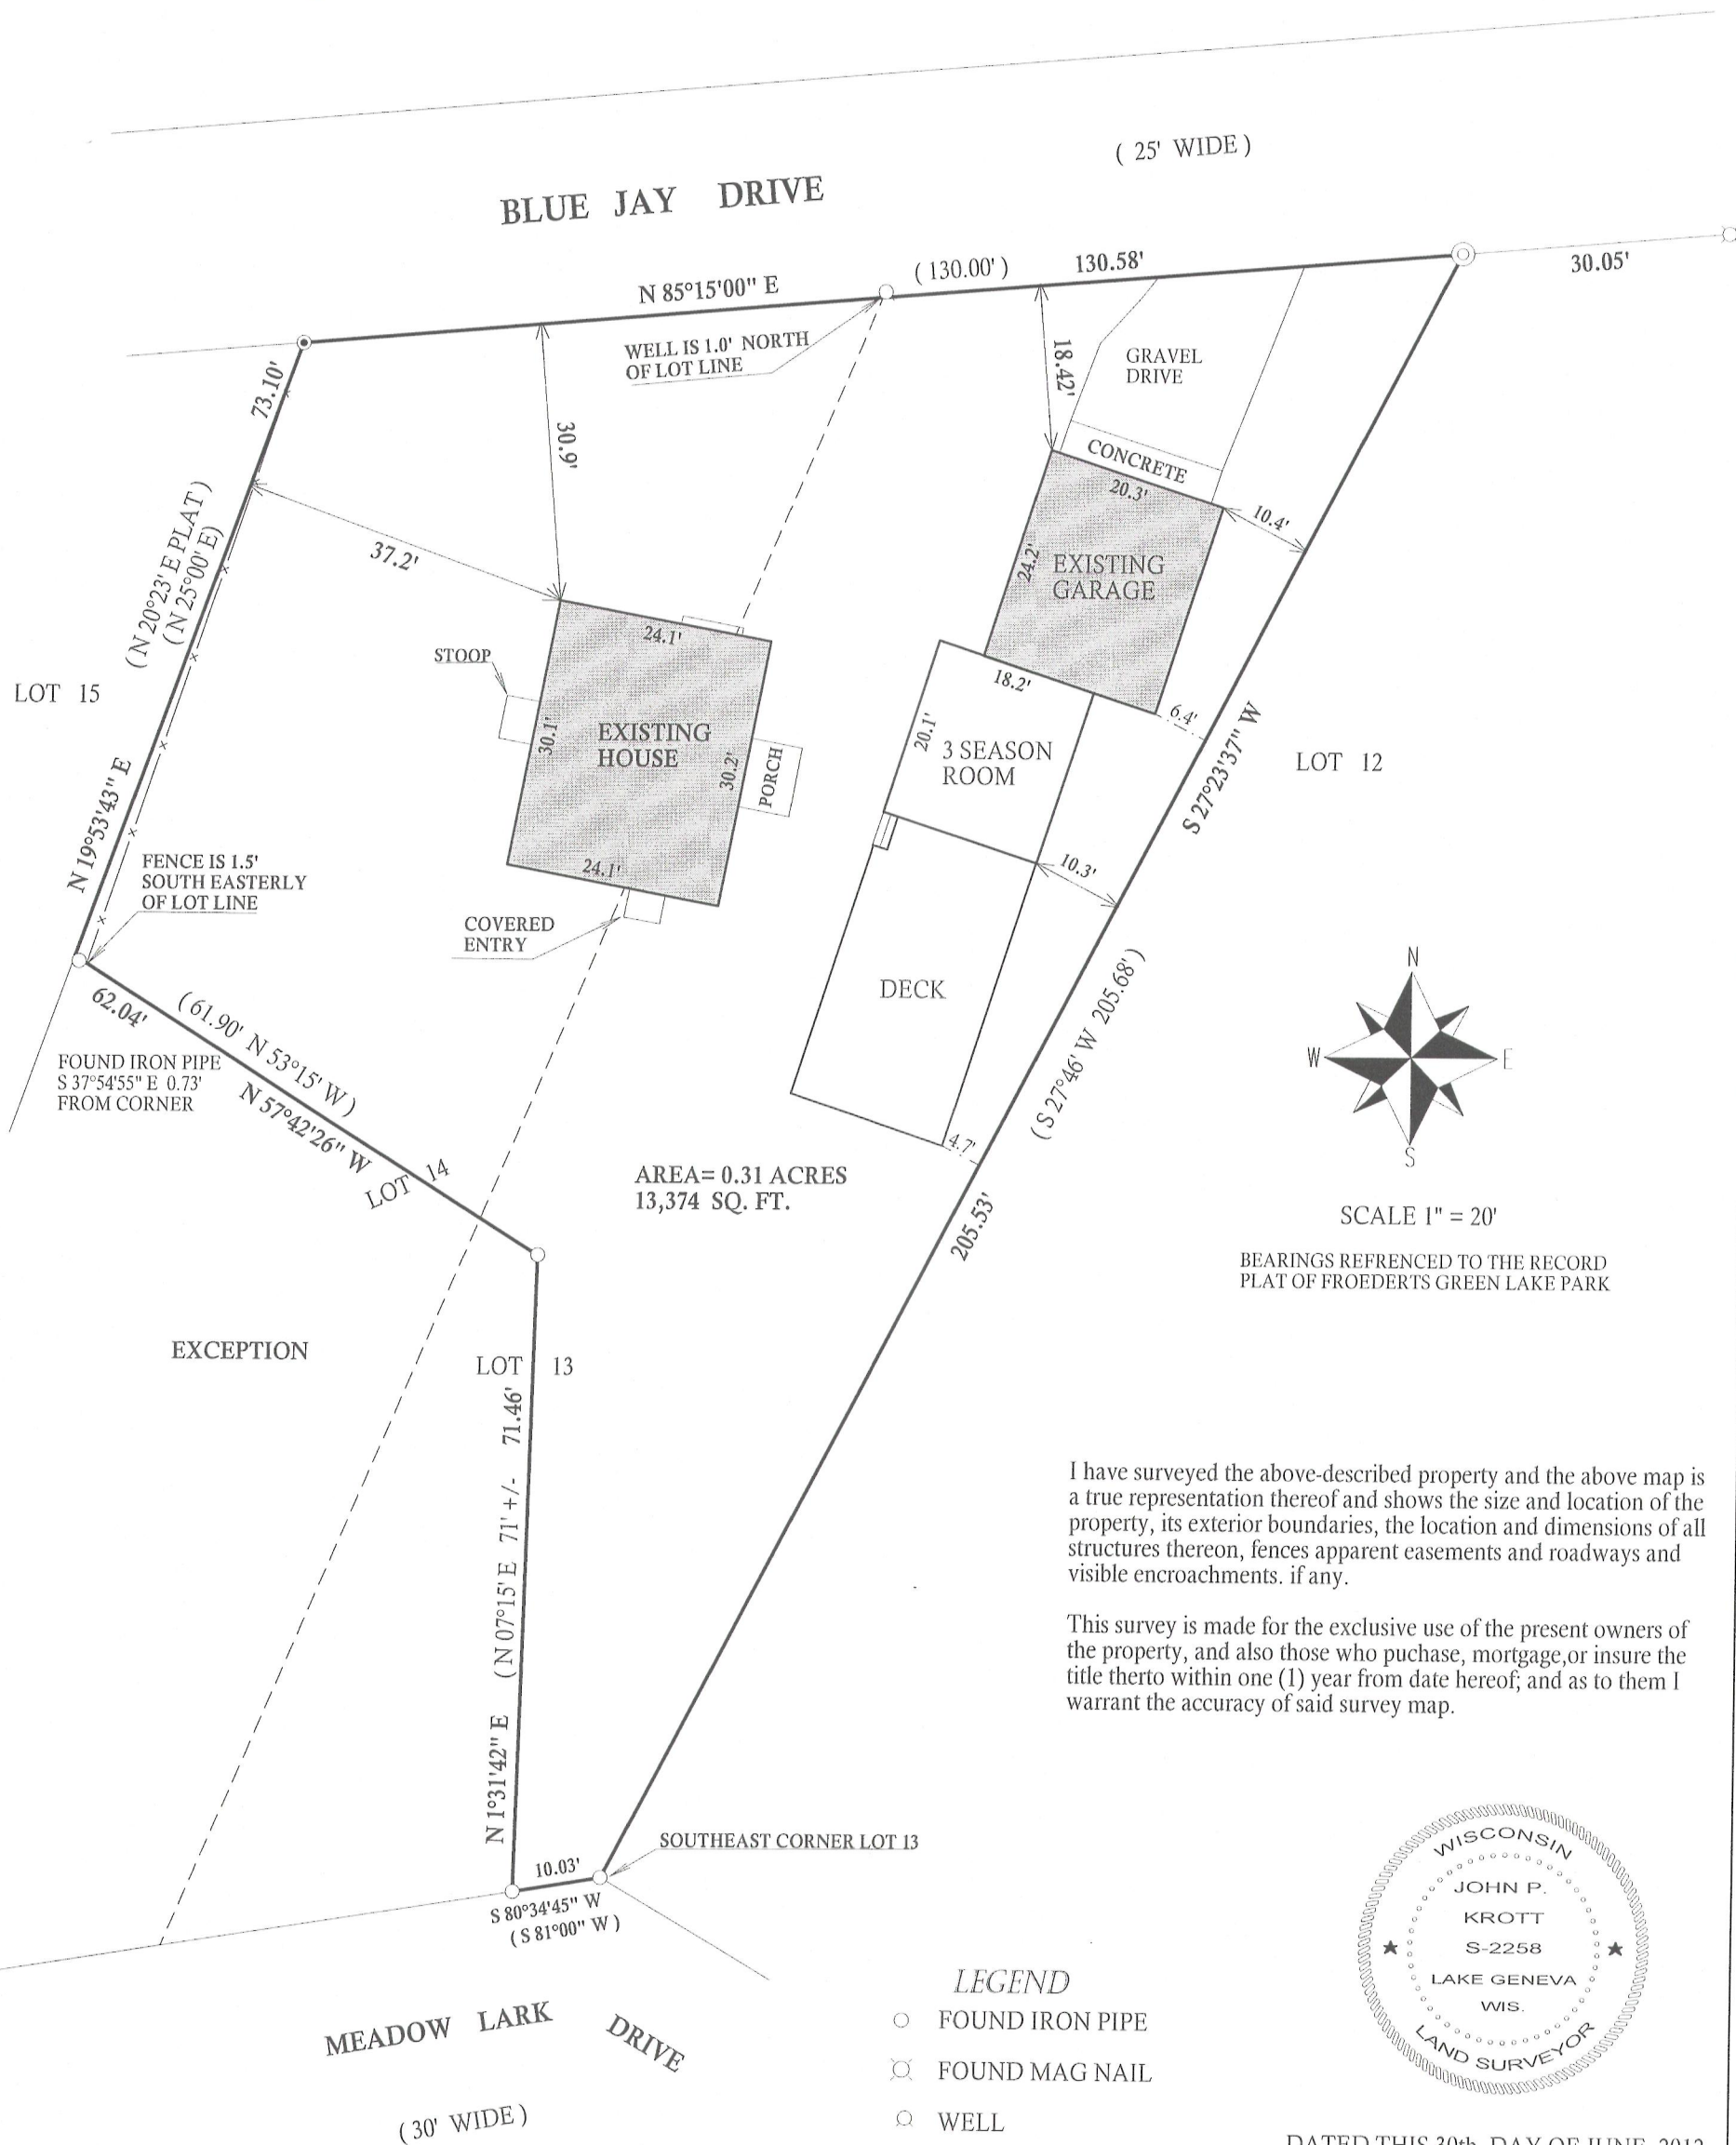 ( 25' WIDE )
BLUE JAY DRIVE
N 85°15'00" E
( 130.00' )
130.58'
30.05'
WELL IS 1.0' NORTH
OF LOT LINE
73.10'
30.9'
18.42'
GRAVEL
DRIVE
CONCRETE
20.3'
10.4'
37.2'
( N 20°23' E PLAT )
( N 25°00' E)
24.2'
EXISTING
GARAGE
24.1'
STOOP
LOT 15
18.2'
6.4'
30.1'
EXISTING
HOUSE
30.2'
PORCH
20.1'
3 SEASON
ROOM
S 27°23'37" W
LOT 12
N 19°53'43" E
FENCE IS 1.5'
SOUTH EASTERLY
OF LOT LINE
24.1'
10.3'
COVERED
ENTRY
DECK
62.04'
( 61.90' N 53°15' W )
N 57°42'26" W
FOUND IRON PIPE
S 37°54'55" E 0.73'
FROM CORNER
LOT 14
4.7'
( S 27°46' W 205.68' )
205.53'
AREA= 0.31 ACRES
13,374 SQ. FT.
N
W
E
S
SCALE 1" = 20'
BEARINGS REFRENCED TO THE RECORD
PLAT OF FROEDERTS GREEN LAKE PARK
EXCEPTION
LOT 13
N 1°31'42" E ( N 07°15' E 71' +/- 71.46'
I have surveyed the above-described property and the above map is
a true representation thereof and shows the size and location of the
property, its exterior boundaries, the location and dimensions of all
structures thereon, fences apparent easements and roadways and
visible encroachments. if any.
This survey is made for the exclusive use of the present owners of
the property, and also those who puchase, mortgage,or insure the
title therto within one (1) year from date hereof; and as to them I
warrant the accuracy of said survey map.
SOUTHEAST CORNER LOT 13
10.03'
S 80°34'45" W
( S 81°00" W )
MEADOW LARK DRIVE
( 30' WIDE )
LEGEND
FOUND IRON PIPE
FOUND MAG NAIL
WELL
WISCONSIN
JOHN P.
KROTT
S-2258
LAKE GENEVA
WIS.
LAND SURVEYOR
DATED THIS 30th DAY OF JUNE, 2012